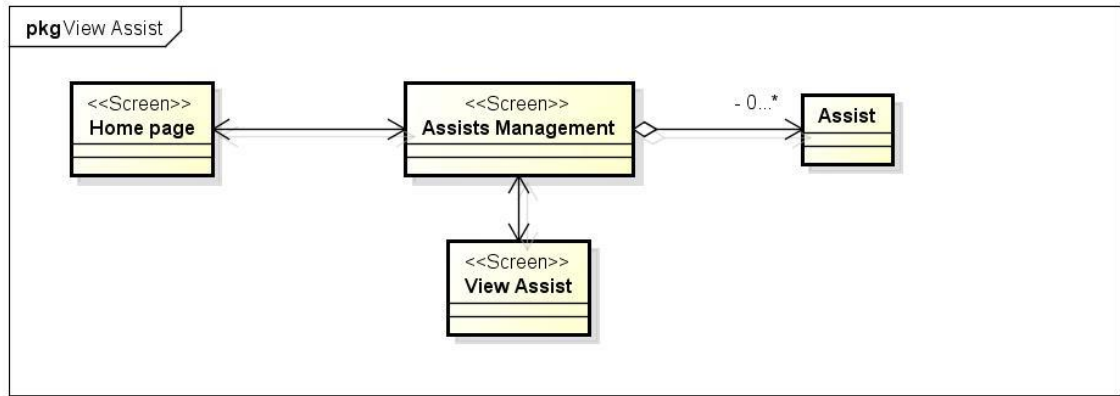 pkg View Assist
<<Screen>>
Home page
<<Screen>>
Assists Management
- 0...*
Assist
<<Screen>>
View Assist